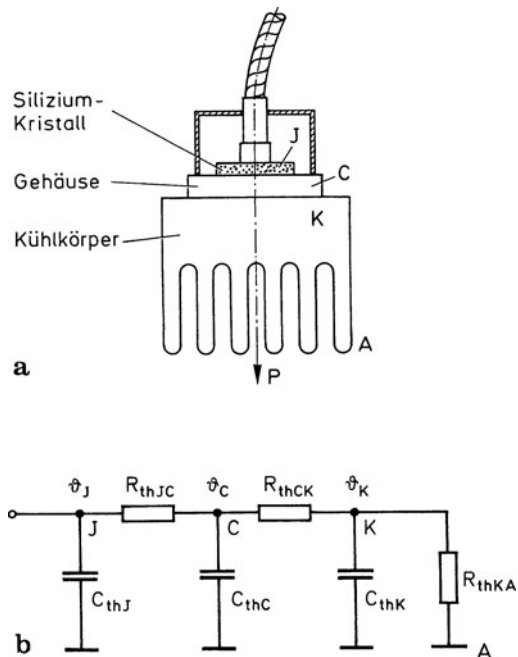 Silizium-
Kristall
J
Gehäuse
C
K
Kühlkörper
A
a
P
ϑJ
RthJC
ϑC
RthCK
ϑK
J
C
K
CthJ
CthC
CthK
RthKA
b
A